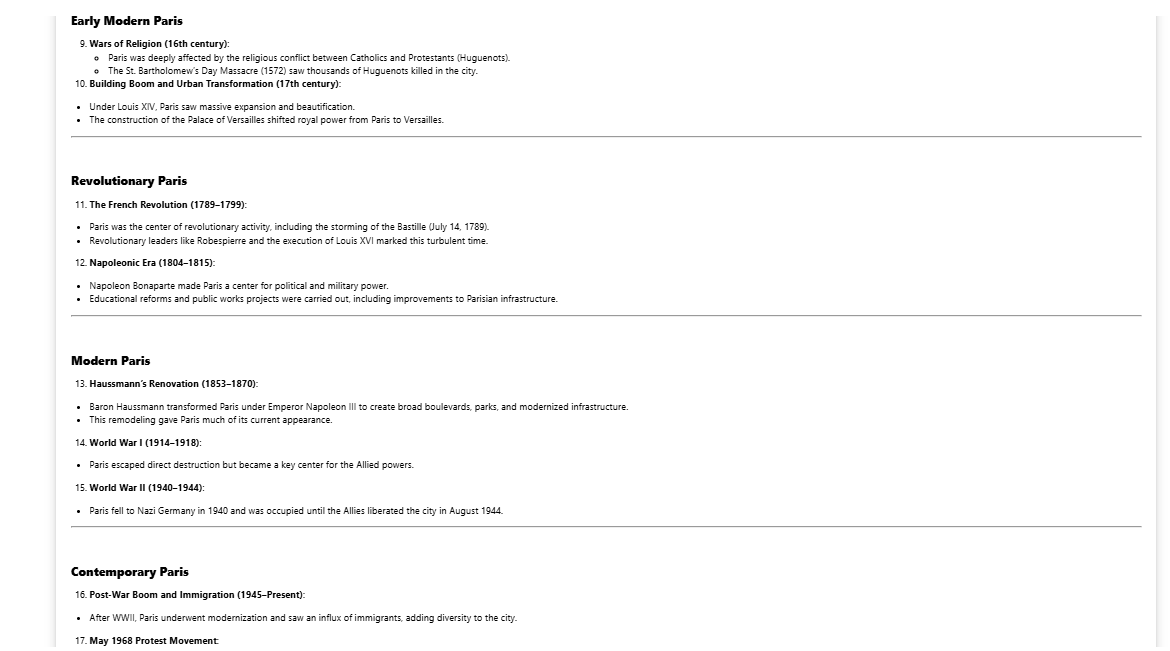 Early Modern Paris
9. Wars of Religion (16th century):
Paris was deeply affected by the religious conflict between Catholics and Protestants (Huguenots).
The St. Bartholomew's Day Massacre (1572) saw thousands of Huguenots killed in the city.
10. Building Boom and Urban Transformation (17th century):
• Under Louis XIV, Paris saw massive expansion and beautification.
• The construction of the Palace of Versailles shifted royal power from Paris to Versailles.
Revolutionary Paris
11. The French Revolution (1789–1799):
• Paris was the center of revolutionary activity, including the storming of the Bastille (July 14, 1789).
• Revolutionary leaders like Robespierre and the execution of Louis XVI marked this turbulent time.
12. Napoleonic Era (1804–1815):
• Napoleon Bonaparte made Paris a center for political and military power.
• Educational reforms and public works projects were carried out, including improvements to Parisian infrastructure.
Modern Paris
13. Haussmann's Renovation (1853–1870):
• Baron Haussmann transformed Paris under Emperor Napoleon III to create broad boulevards, parks, and modernized infrastructure.
• This remodeling gave Paris much of its current appearance.
14. World War I (1914–1918):
• Paris escaped direct destruction but became a key center for the Allied powers.
15. World War II (1940–1944):
• Paris fell to Nazi Germany in 1940 and was occupied until the Allies liberated the city in August 1944.
Contemporary Paris
16. Post-War Boom and Immigration (1945–Present):
• After WWII, Paris underwent modernization and saw an influx of immigrants, adding diversity to the city.
17. May 1968 Protest Movement: